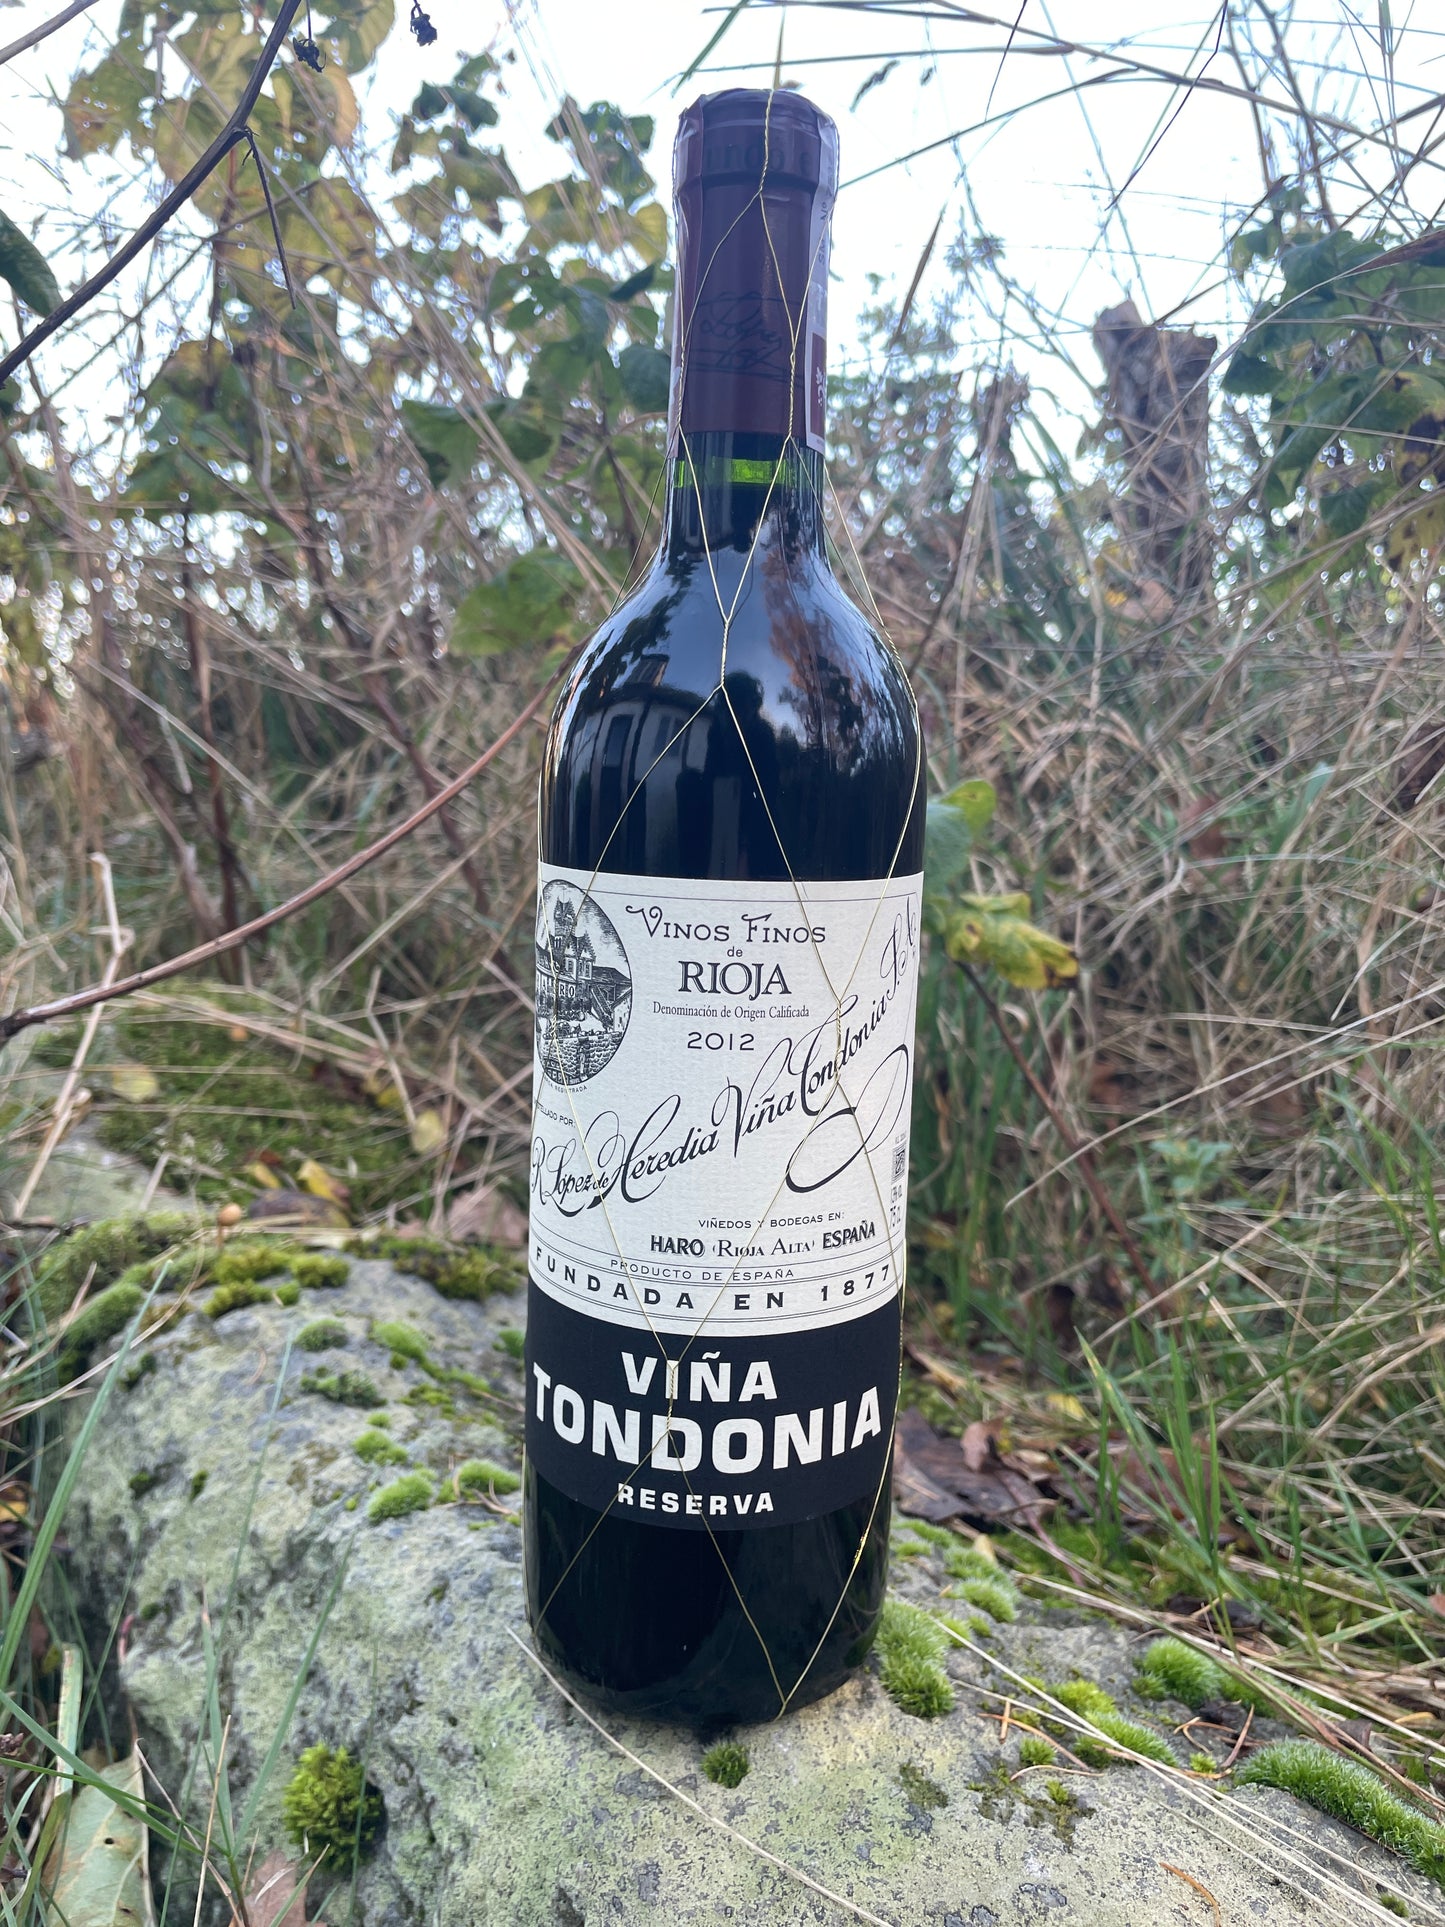 VINOS FINOS
de
RIOJA
Denominación de Origen Calificada
2012
R. López de Heredia Viña Tondonia S.A.
VIÑEDOS Y BODEGAS EN:
HARO (RIOJA ALTA) ESPAÑA
PRODUCTO DE ESPAÑA
FUNDADA EN 1877
VIÑA
TONDONIA
RESERVA